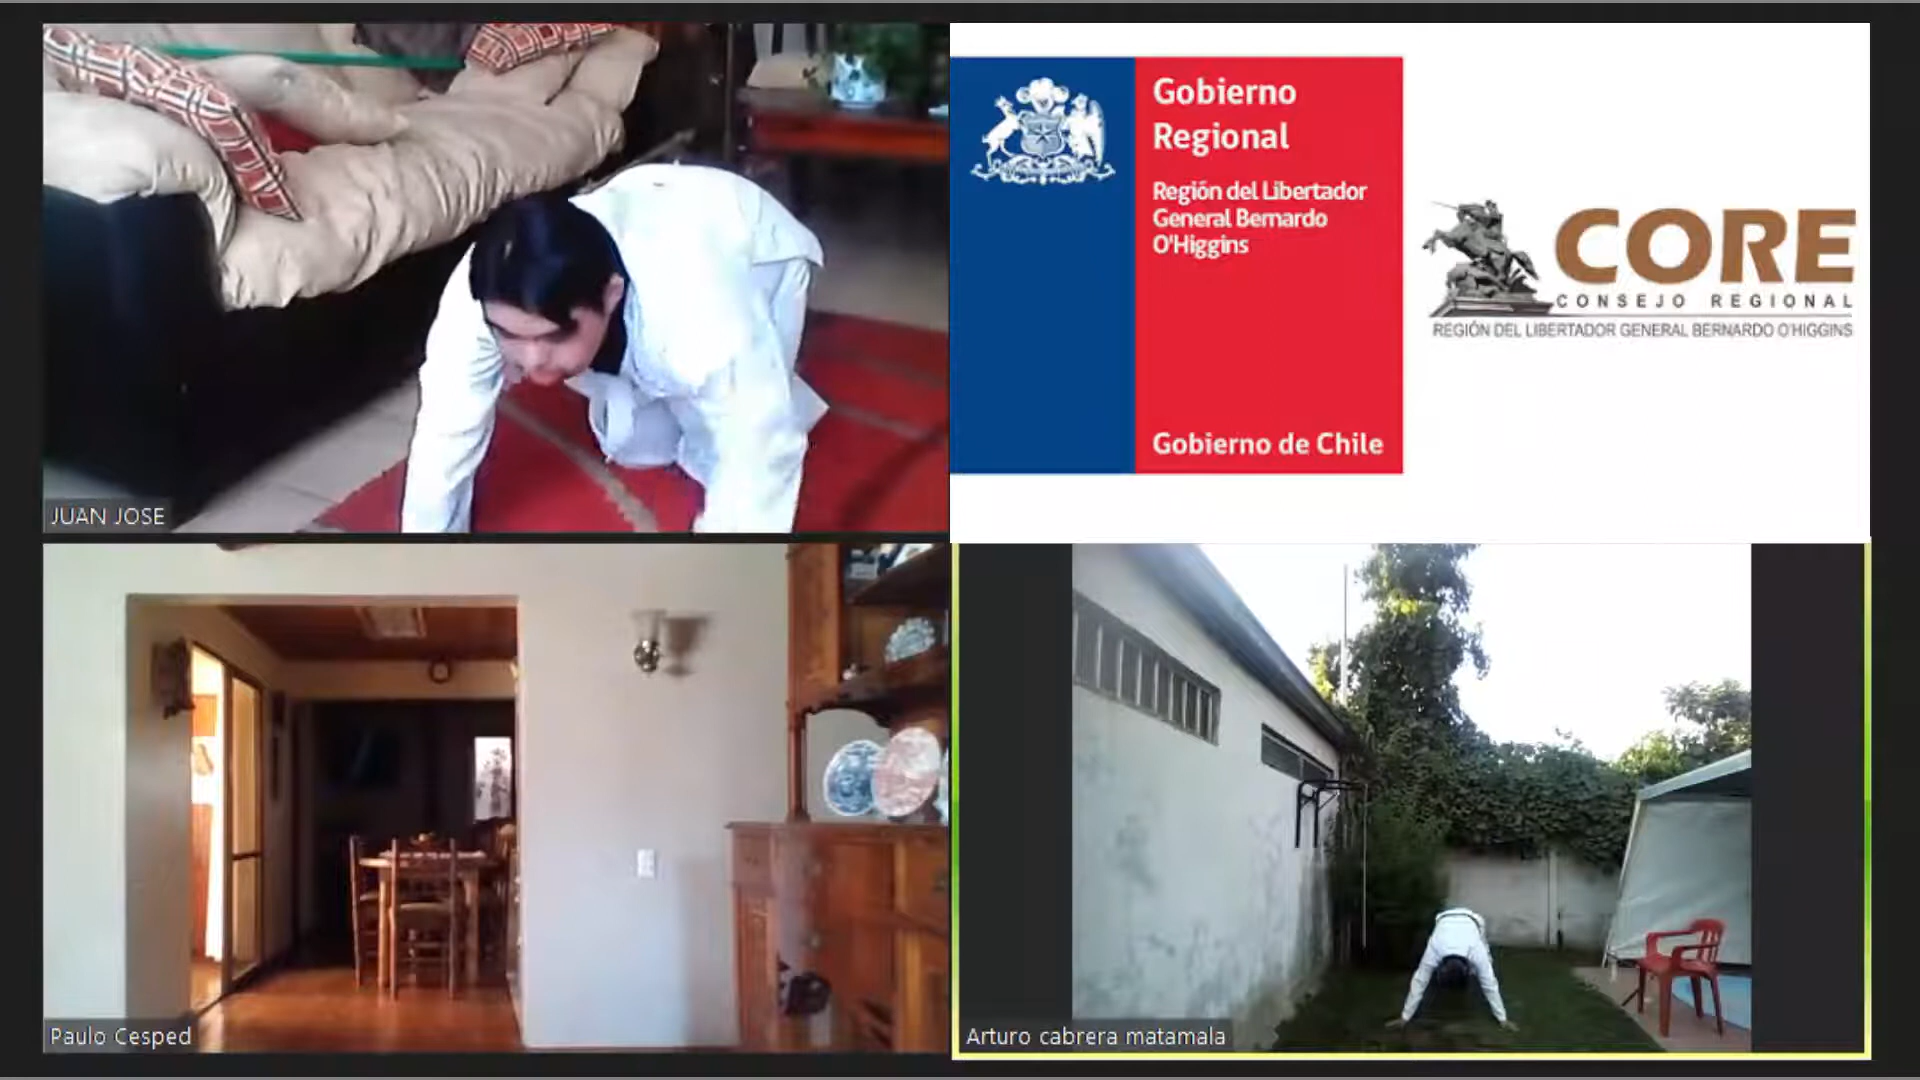 JUAN JOSE
Gobierno
Regional
Región del Libertador
General Bernardo
O'Higgins
Gobierno de Chile
CORE
CONSEJO REGIONAL
REGIÓN DEL LIBERTADOR GENERAL BERNARDO O'HIGGINS
Paulo Cesped
Arturo cabrera matamala